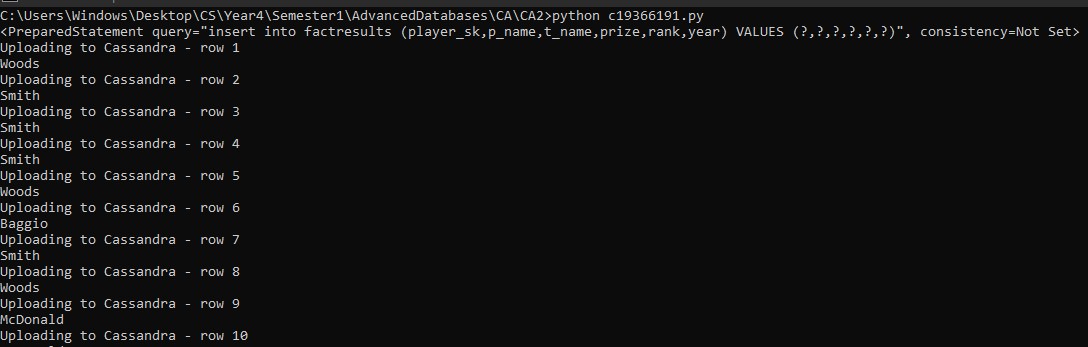 C:\Users\Windows\Desktop\CS\Year4\Semester1\AdvancedDatabases\CA\CA2>python c19366191.py
<PreparedStatement query="insert into factresults (player_sk,p_name,t_name,prize,rank,year) VALUES (?,?,?,?,?,?)", consistency=Not Set>
Uploading to Cassandra - row 1
Woods
Uploading to Cassandra - row 2
Smith
Uploading to Cassandra - row 3
Smith
Uploading to Cassandra - row 4
Smith
Uploading to Cassandra - row 5
Woods
Uploading to Cassandra - row 6
Baggio
Uploading to Cassandra - row 7
Smith
Uploading to Cassandra - row 8
Woods
Uploading to Cassandra - row 9
McDonald
Uploading to Cassandra - row 10